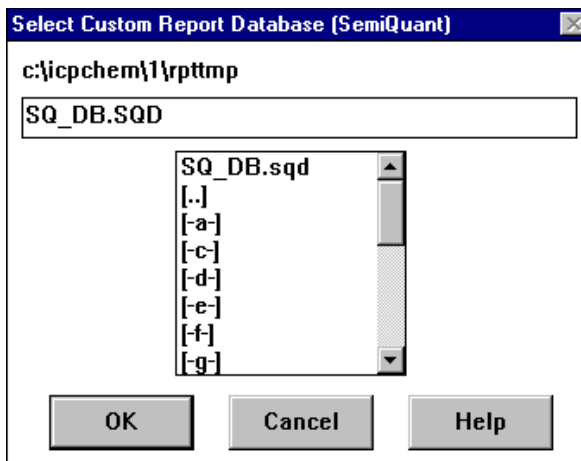 Select Custom Report Database (SemiQuant)
c:\icpchem\1\rpttmp
SQ_DB.SQD
SQ_DB.sqd
[..]
[-a-]
[-c-]
[-d-]
[-e-]
[-f-]
[-g-]
OK Cancel Help